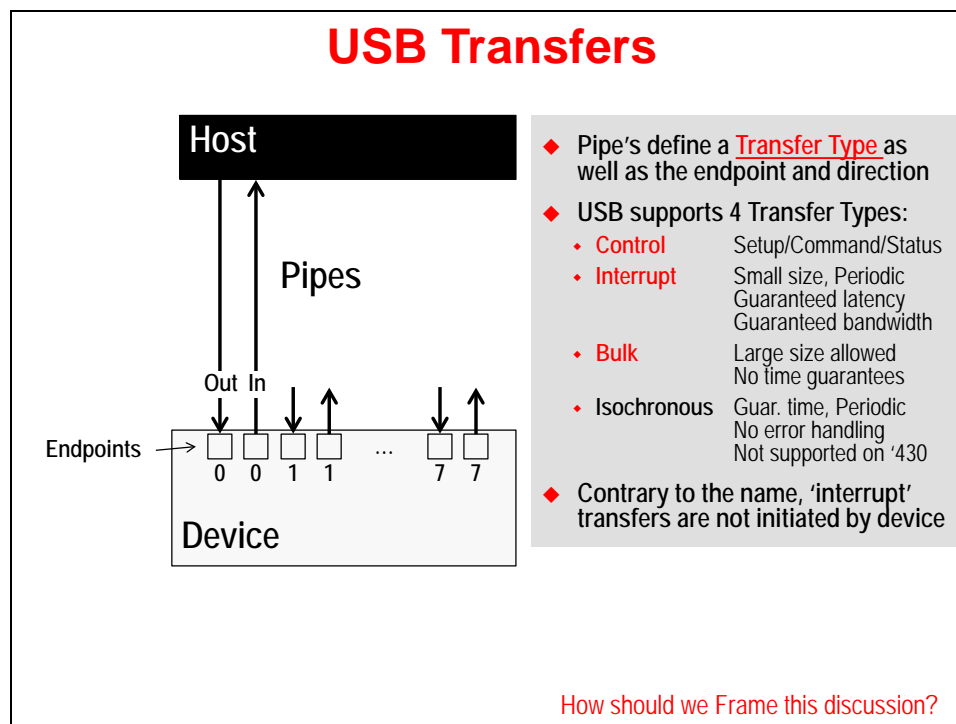 USB Transfers
Host
Pipes
Out In
Endpoints
0 0 1 1 ... 7 7
Device
◆ Pipe's define a Transfer Type as
well as the endpoint and direction
◆ USB supports 4 Transfer Types:
◆ Control Setup/Command/Status
◆ Interrupt Small size, Periodic
Guaranteed latency
Guaranteed bandwidth
◆ Bulk Large size allowed
No time guarantees
◆ Isochronous Guar. time, Periodic
No error handling
Not supported on ‘430
◆ Contrary to the name, ‘interrupt’
transfers are not initiated by device
How should we Frame this discussion?